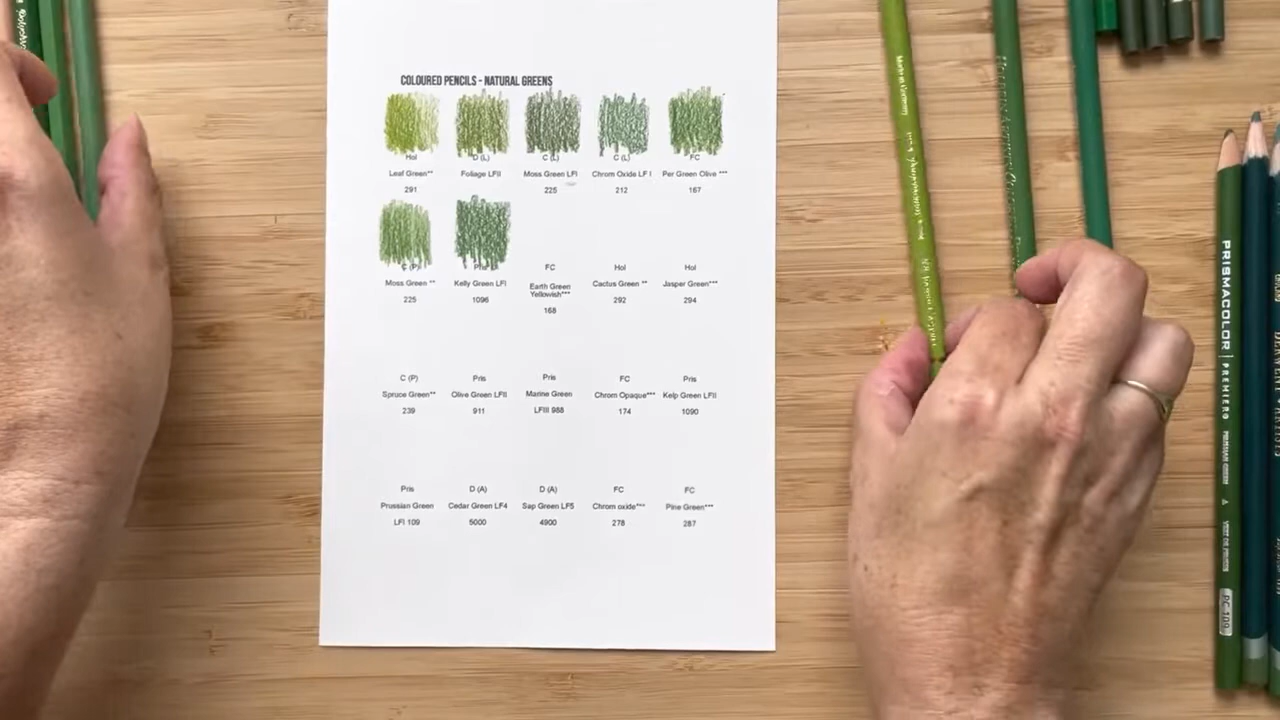 COLOURED PENCILS - NATURAL GREENS
Hol D (L) C (L) C (L) FC
Leaf Green** Foliage LFII Moss Green LFI Chrom Oxide LF I Per Green Olive ***
291 225 212 167
C (P) Pris FC Hol Hol
Moss Green ** Kelly Green LFI Earth Green Yellowish*** Cactus Green ** Jasper Green***
225 1096 168 292 294
C (P) Pris Pris FC Pris
Spruce Green** Olive Green LFII Marine Green Chrom Opaque*** Kelp Green LFII
239 911 LFIII 988 174 1090
Pris D (A) D (A) FC FC
Prussian Green Cedar Green LF4 Sap Green LF5 Chrom oxide*** Pine Green***
LFI 109 5000 4900 278 287
PRISMACOLOR PREMIER
PC 109